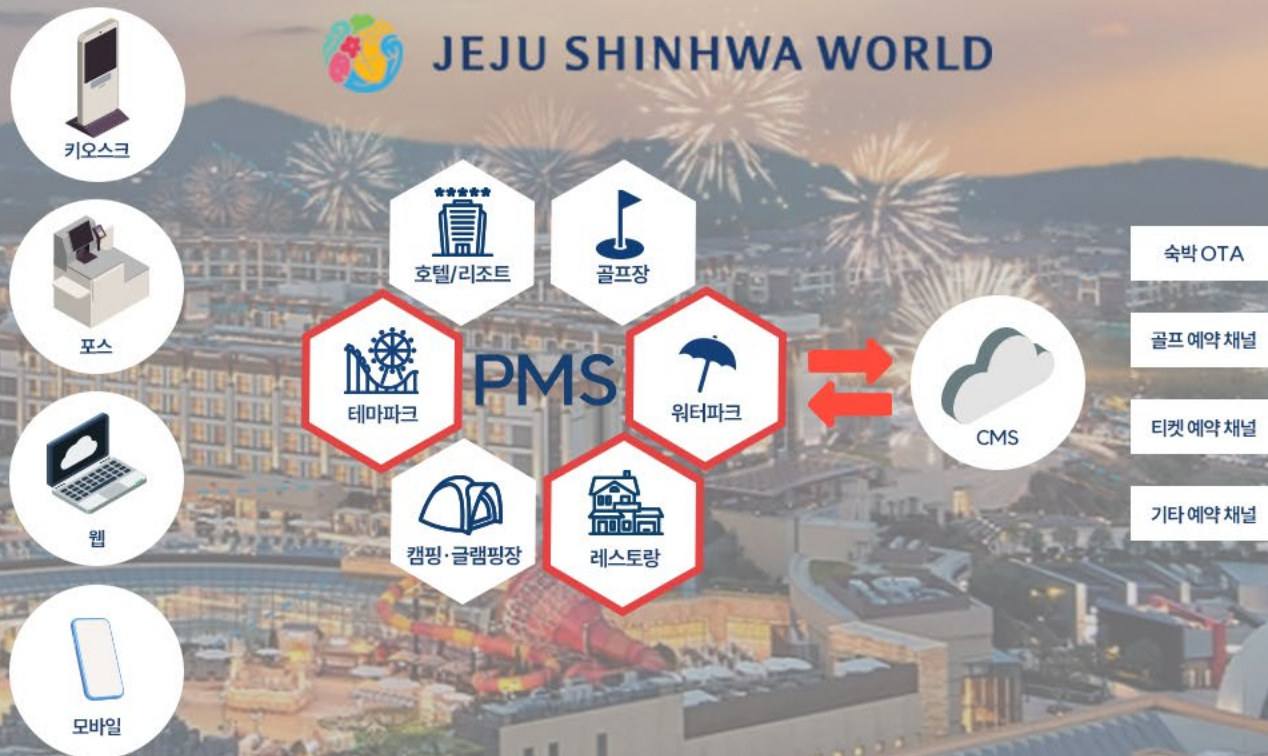 JEJU SHINHWA WORLD
키오스크
포스
웹
모바일
호텔/리조트
골프장
테마파크
PMS
워터파크
캠핑·글램핑장
레스토랑
CMS
숙박 OTA
골프 예약 채널
티켓 예약 채널
기타 예약 채널